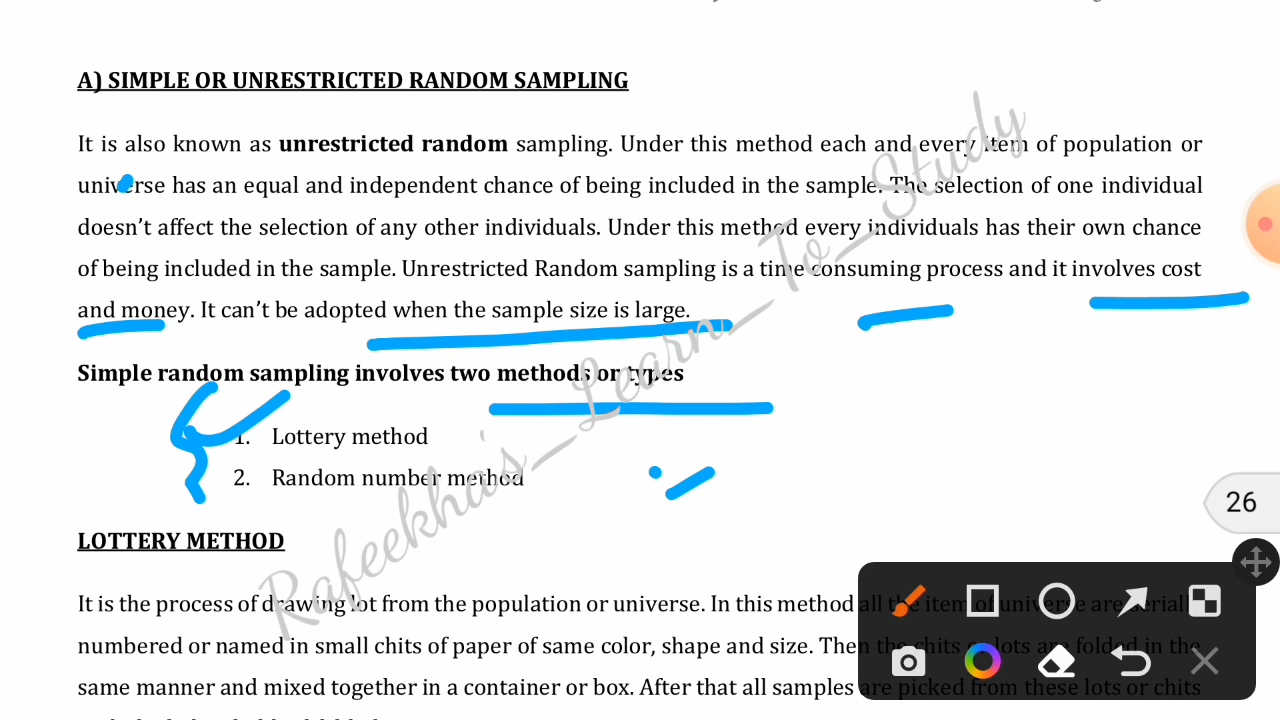 A) SIMPLE OR UNRESTRICTED RANDOM SAMPLING
It is also known as unrestricted random sampling. Under this method each and every item of population or
universe has an equal and independent chance of being included in the sample. The selection of one individual
doesn’t affect the selection of any other individuals. Under this method every individuals has their own chance
of being included in the sample. Unrestricted Random sampling is a time consuming process and it involves cost
and money. It can’t be adopted when the sample size is large.
Simple random sampling involves two methods or types
1. Lottery method
2. Random number method
26
LOTTERY METHOD
It is the process of drawing lot from the population or universe. In this method all the item of universe are serially
numbered or named in small chits of paper of same color, shape and size. Then the chits or lots are folded in the
same manner and mixed together in a container or box. After that all samples are picked from these lots or chits
Rafeekha's_Learn_To_Study